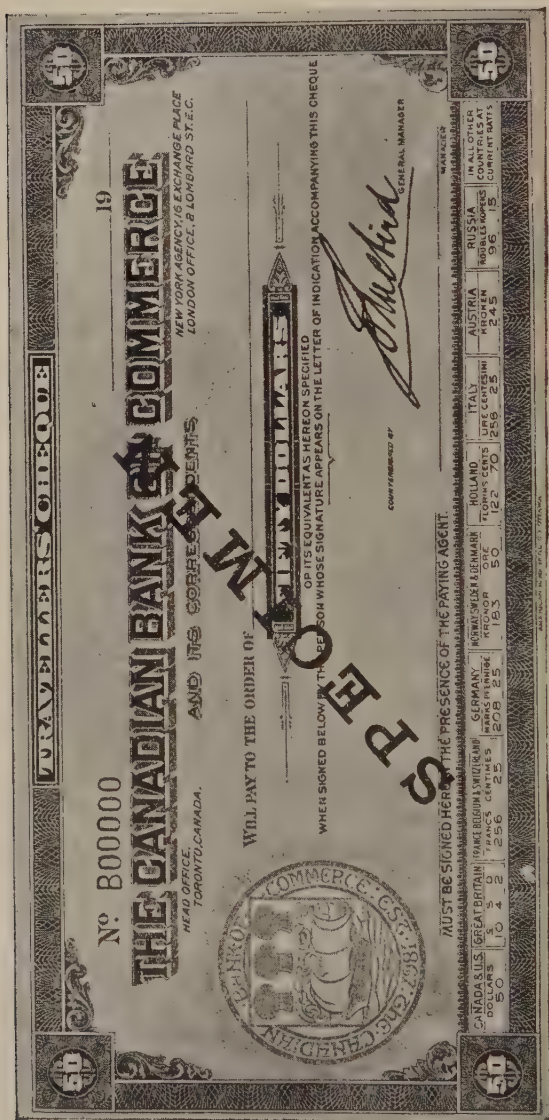 50 TRAVELLERS CHEQUE 50
Nº B00000 19
THE CANADIAN BANK OF COMMERCE
HEAD OFFICE, TORONTO, CANADA. AND ITS CORRESPONDENTS NEW YORK AGENCY, 16 EXCHANGE PLACE
LONDON OFFICE, 2 LOMBARD ST. E.C.
WILL PAY TO THE ORDER OF
FIFTY DOLLARS
OR ITS EQUIVALENT AS HEREON SPECIFIED
WHEN SIGNED BELOW BY THE PERSON WHOSE SIGNATURE APPEARS ON THE LETTER OF INDICATION ACCOMPANYING THIS CHEQUE
SPECIMEN
THE CANADIAN BANK OF COMMERCE · EST. 1867 ·
GENERAL MANAGER
COUNTERSIGNED BY
MANAGER
MUST BE SIGNED HERE IN THE PRESENCE OF THE PAYING AGENT.
CANADA & U.S. GREAT BRITAIN FRANCE BELGIUM & SWITZERLAND GERMANY NORWAY SWEDEN & DENMARK HOLLAND ITALY AUSTRIA RUSSIA IN ALL OTHER COUNTRIES AT CURRENT RATES
DOLLARS £ S D FRANCS CENTIMES MARKS PFENNIGE KRONOR ORE FLORINS CENTS LIRE CENTESIMI KRONEN ROUBLES KOPEKS
50 10 4 2 256 25 208 25 183 50 122 70 256 25 245 96 15
50 50